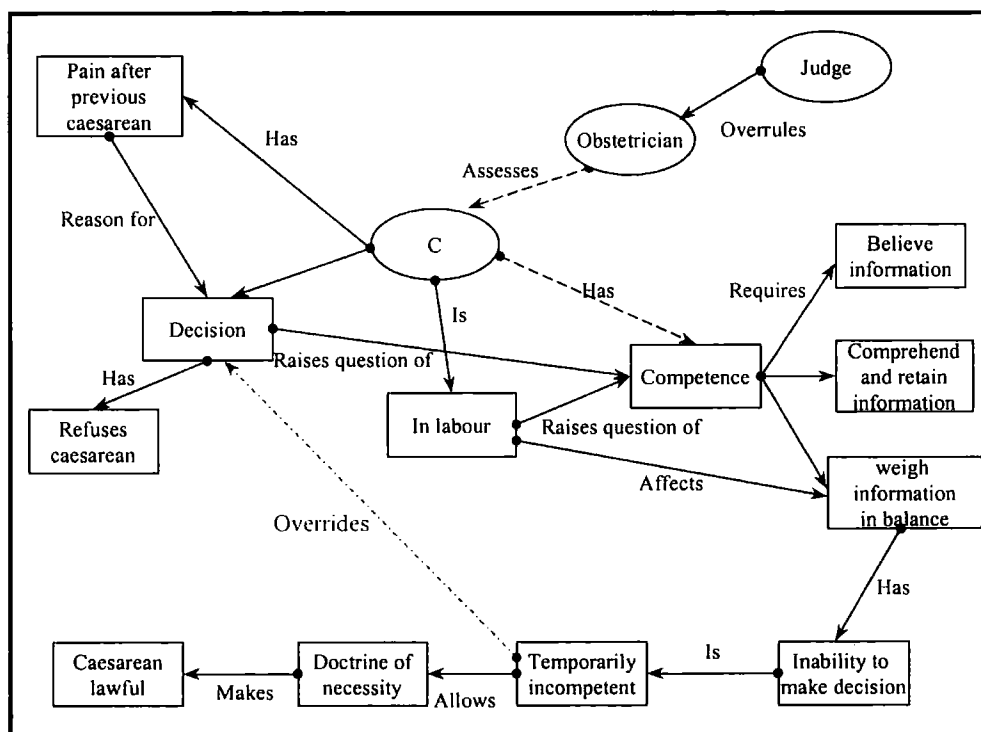 Judge
Pain after
previous
caesarean
Overrules
Has
Obstetrician
Assesses
Reason for
C
Believe
information
Requires
Has
Is
Decision
Raises question of
Competence
Comprehend
and retain
information
Has
In labour
Raises question of
Refuses
caesarean
Affects
weigh
information
in balance
Overrides
Has
Caesarean
lawful
Makes
Doctrine of
necessity
Allows
Temporarily
incompetent
Is
Inability to
make decision